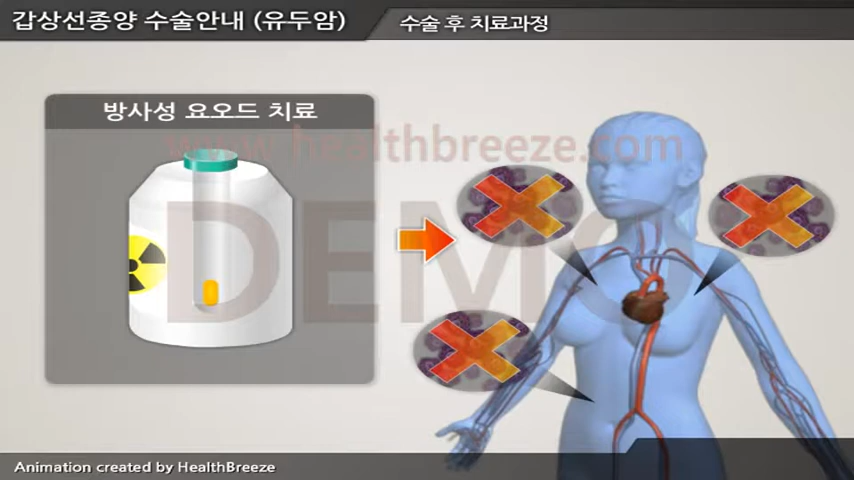 갑상선종양 수술안내 (유두암)
수술 후 치료과정
방사성 요오드 치료
www.healthbreeze.com
DEMO
Animation created by HealthBreeze